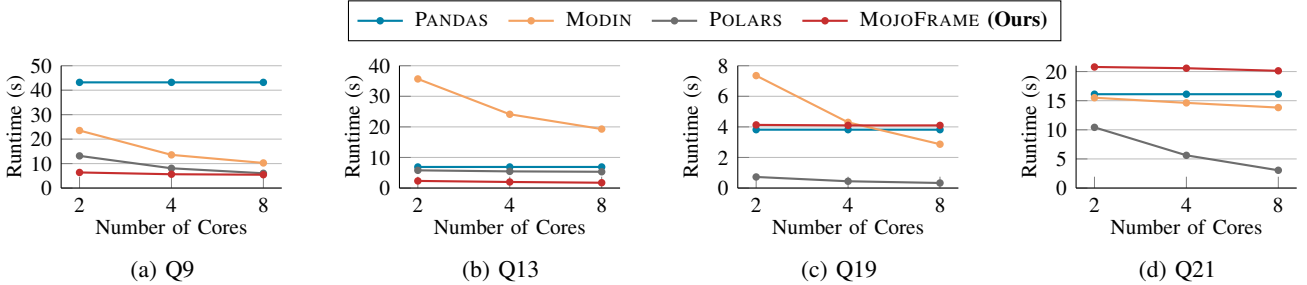 PANDAS MODIN POLARS MOJOFRAME (Ours)
Runtime (s)
50
40
30
20
10
0
2 4 8
Number of Cores
(a) Q9
Runtime (s)
40
30
20
10
0
2 4 8
Number of Cores
(b) Q13
Runtime (s)
8
6
4
2
0
2 4 8
Number of Cores
(c) Q19
Runtime (s)
20
15
10
5
0
2 4 8
Number of Cores
(d) Q21